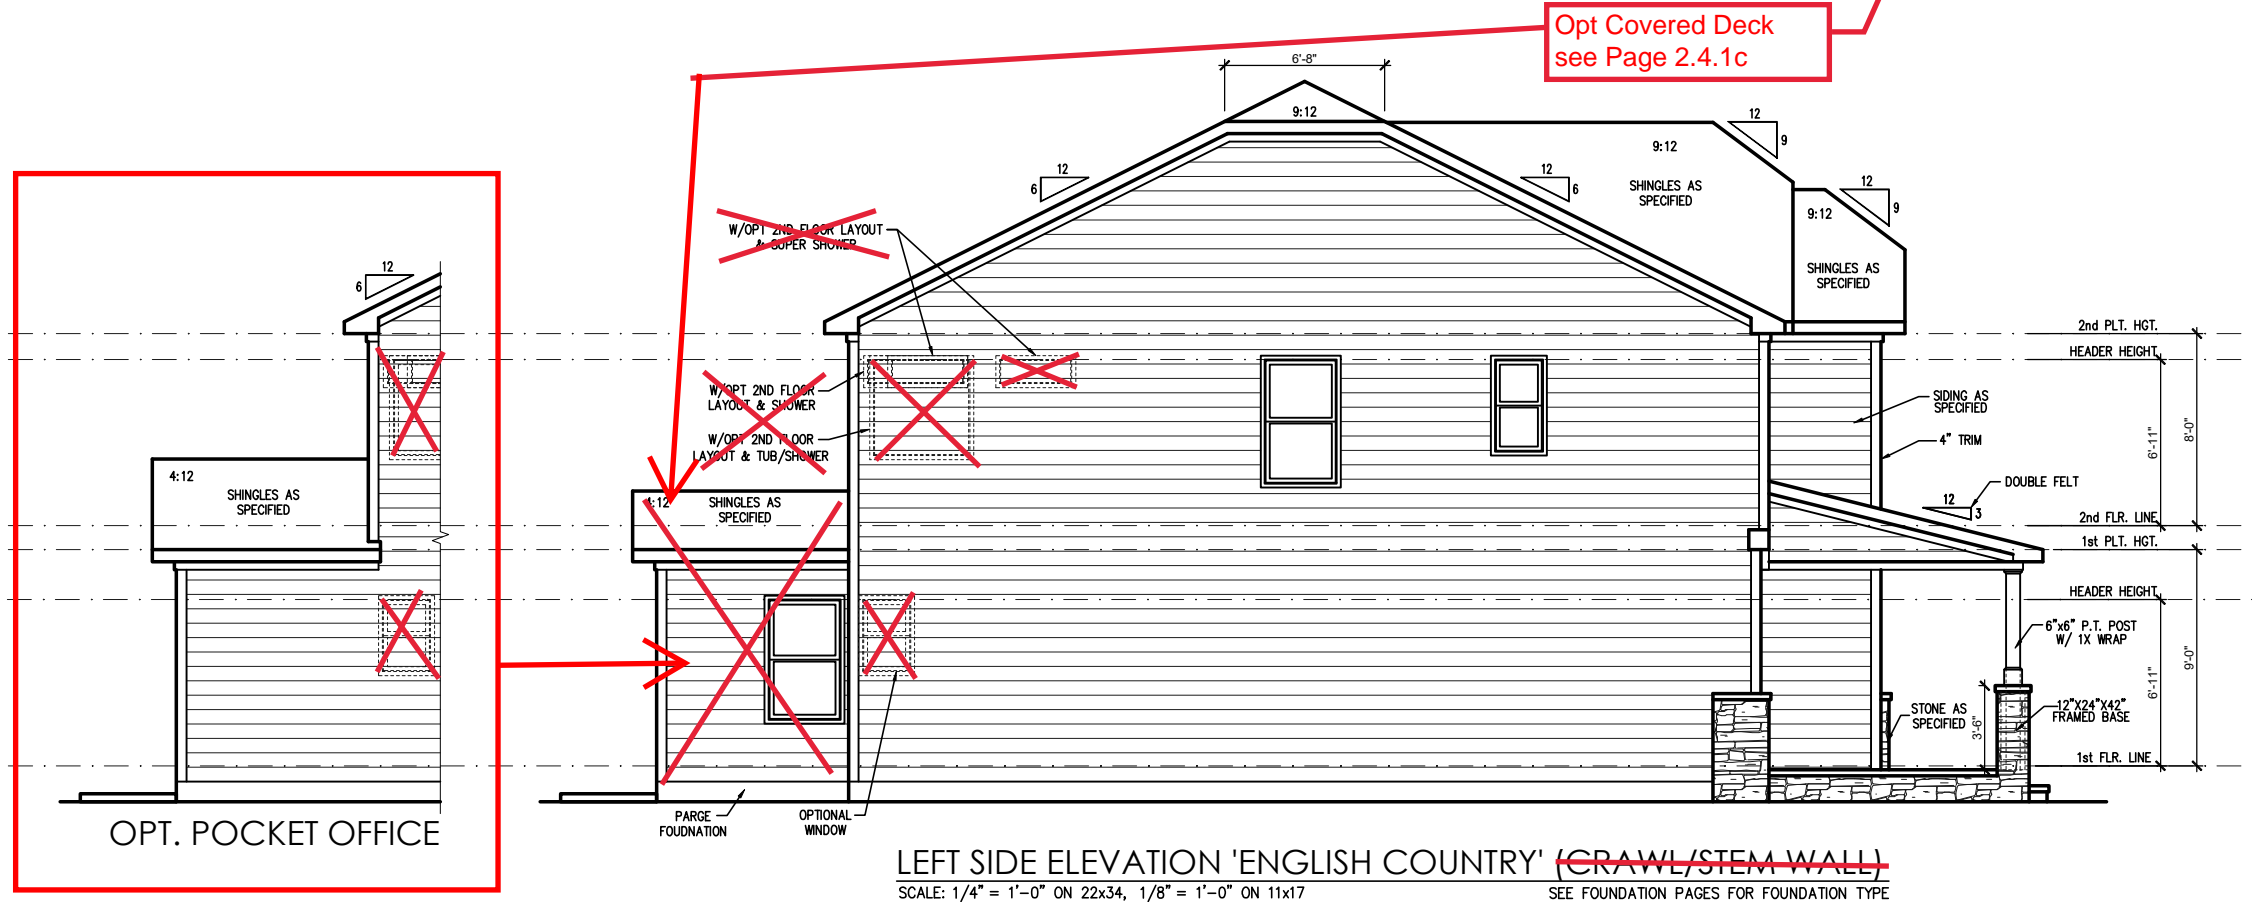 Opt Covered Deck
see Page 2.4.1c
6'-8"
9:12
12
9
9:12
12
6
12
6
SHINGLES AS
SPECIFIED
12
9
9:12
SHINGLES AS
SPECIFIED
W/OPT 2ND FLOOR LAYOUT
& SUPER SHOWER
12
6
2nd PLT. HGT.
HEADER HEIGHT
W/OPT 2ND FLOOR
LAYOUT & SHOWER
W/OPT 2ND FLOOR
LAYOUT & TUB/SHOWER
SIDING AS
SPECIFIED
4" TRIM
6'-11"
8'-0"
4:12
SHINGLES AS
SPECIFIED
4:12
SHINGLES AS
SPECIFIED
DOUBLE FELT
12
3
2nd FLR. LINE
1st PLT. HGT.
HEADER HEIGHT
6"x6" P.T. POST
W/ 1X WRAP
6'-11"
9'-0"
STONE AS
SPECIFIED
3'-6"
12"X24"X42"
FRAMED BASE
1st FLR. LINE
PARGE
FOUDNATION
OPTIONAL
WINDOW
OPT. POCKET OFFICE
LEFT SIDE ELEVATION 'ENGLISH COUNTRY' (CRAWL/STEM WALL)
SCALE: 1/4" = 1'-0" ON 22x34, 1/8" = 1'-0" ON 11x17
SEE FOUNDATION PAGES FOR FOUNDATION TYPE